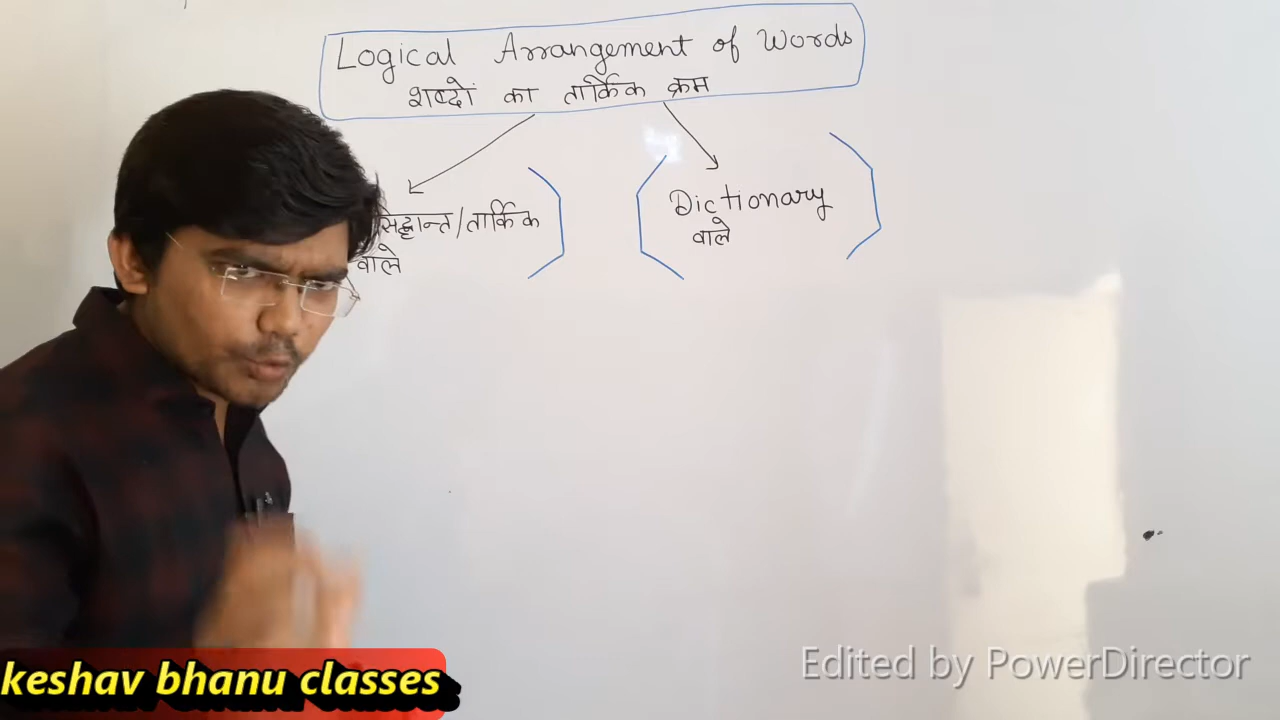 Logical Arrangement of Words
शब्दों का तार्किक क्रम
सिद्धान्त/तार्किक
वाले
Dictionary
वाले
keshav bhanu classes
Edited by PowerDirector